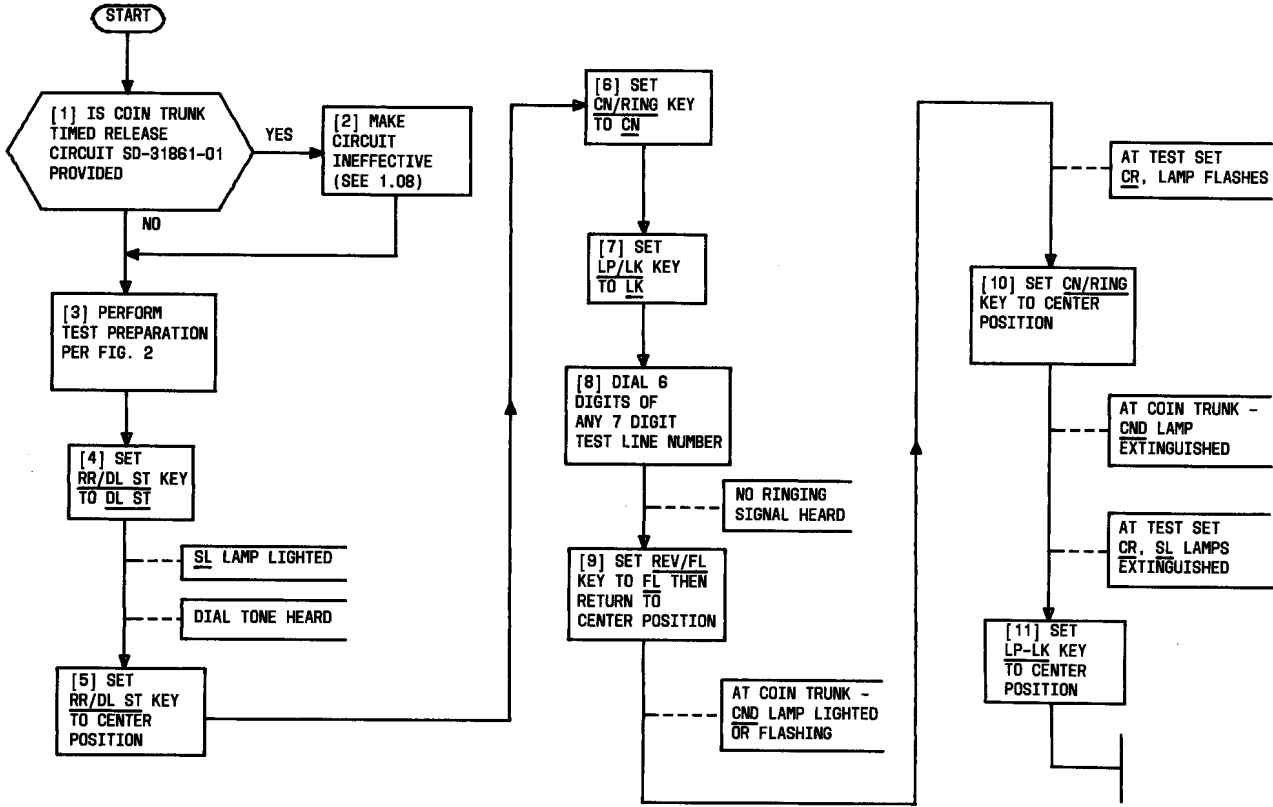 START
[1] IS COIN TRUNK
TIMED RELEASE
CIRCUIT SD-31861-01
PROVIDED
YES
[2] MAKE
CIRCUIT
INEFFECTIVE
(SEE 1.08)
NO
[3] PERFORM
TEST PREPARATION
PER FIG. 2
[4] SET
RR/DL ST KEY
TO DL ST
SL LAMP LIGHTED
DIAL TONE HEARD
[5] SET
RR/DL ST KEY
TO CENTER
POSITION
[6] SET
CN/RING KEY
TO CN
[7] SET
LP/LK KEY
TO LK
[8] DIAL 6
DIGITS OF
ANY 7 DIGIT
TEST LINE NUMBER
NO RINGING
SIGNAL HEARD
[9] SET REV/FL
KEY TO FL THEN
RETURN TO
CENTER POSITION
AT COIN TRUNK -
CND LAMP LIGHTED
OR FLASHING
AT TEST SET
CR, LAMP FLASHES
[10] SET CN/RING
KEY TO CENTER
POSITION
AT COIN TRUNK -
CND LAMP
EXTINGUISHED
AT TEST SET
CR, SL LAMPS
EXTINGUISHED
[11] SET
LP-LK KEY
TO CENTER
POSITION